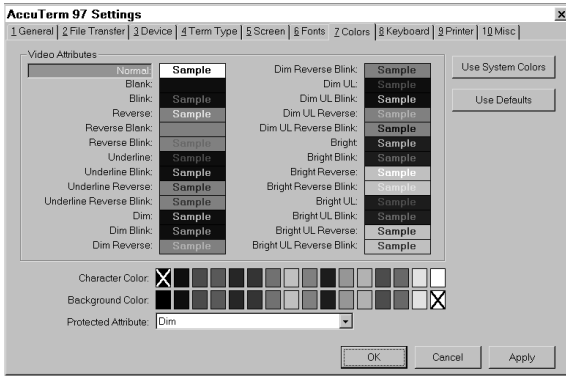 AccuTerm 97 Settings
1 General 2 File Transfer 3 Device 4 Term Type 5 Screen 6 Fonts 7 Colors 8 Keyboard 9 Printer 10 Misc
Video Attributes
Normal: Sample
Blank:
Blink: Sample
Reverse: Sample
Reverse Blank:
Reverse Blink: Sample
Underline: Sample
Underline Blink: Sample
Underline Reverse: Sample
Underline Reverse Blink: Sample
Dim: Sample
Dim Blink: Sample
Dim Reverse: Sample
Dim Reverse Blink: Sample
Dim UL: Sample
Dim UL Blink: Sample
Dim UL Reverse: Sample
Dim UL Reverse Blink: Sample
Bright: Sample
Bright Blink: Sample
Bright Reverse: Sample
Bright Reverse Blink: Sample
Bright UL: Sample
Bright UL Blink: Sample
Bright UL Reverse: Sample
Bright UL Reverse Blink: Sample
Use System Colors
Use Defaults
Character Color:
Background Color:
Protected Attribute: Dim
OK Cancel Apply